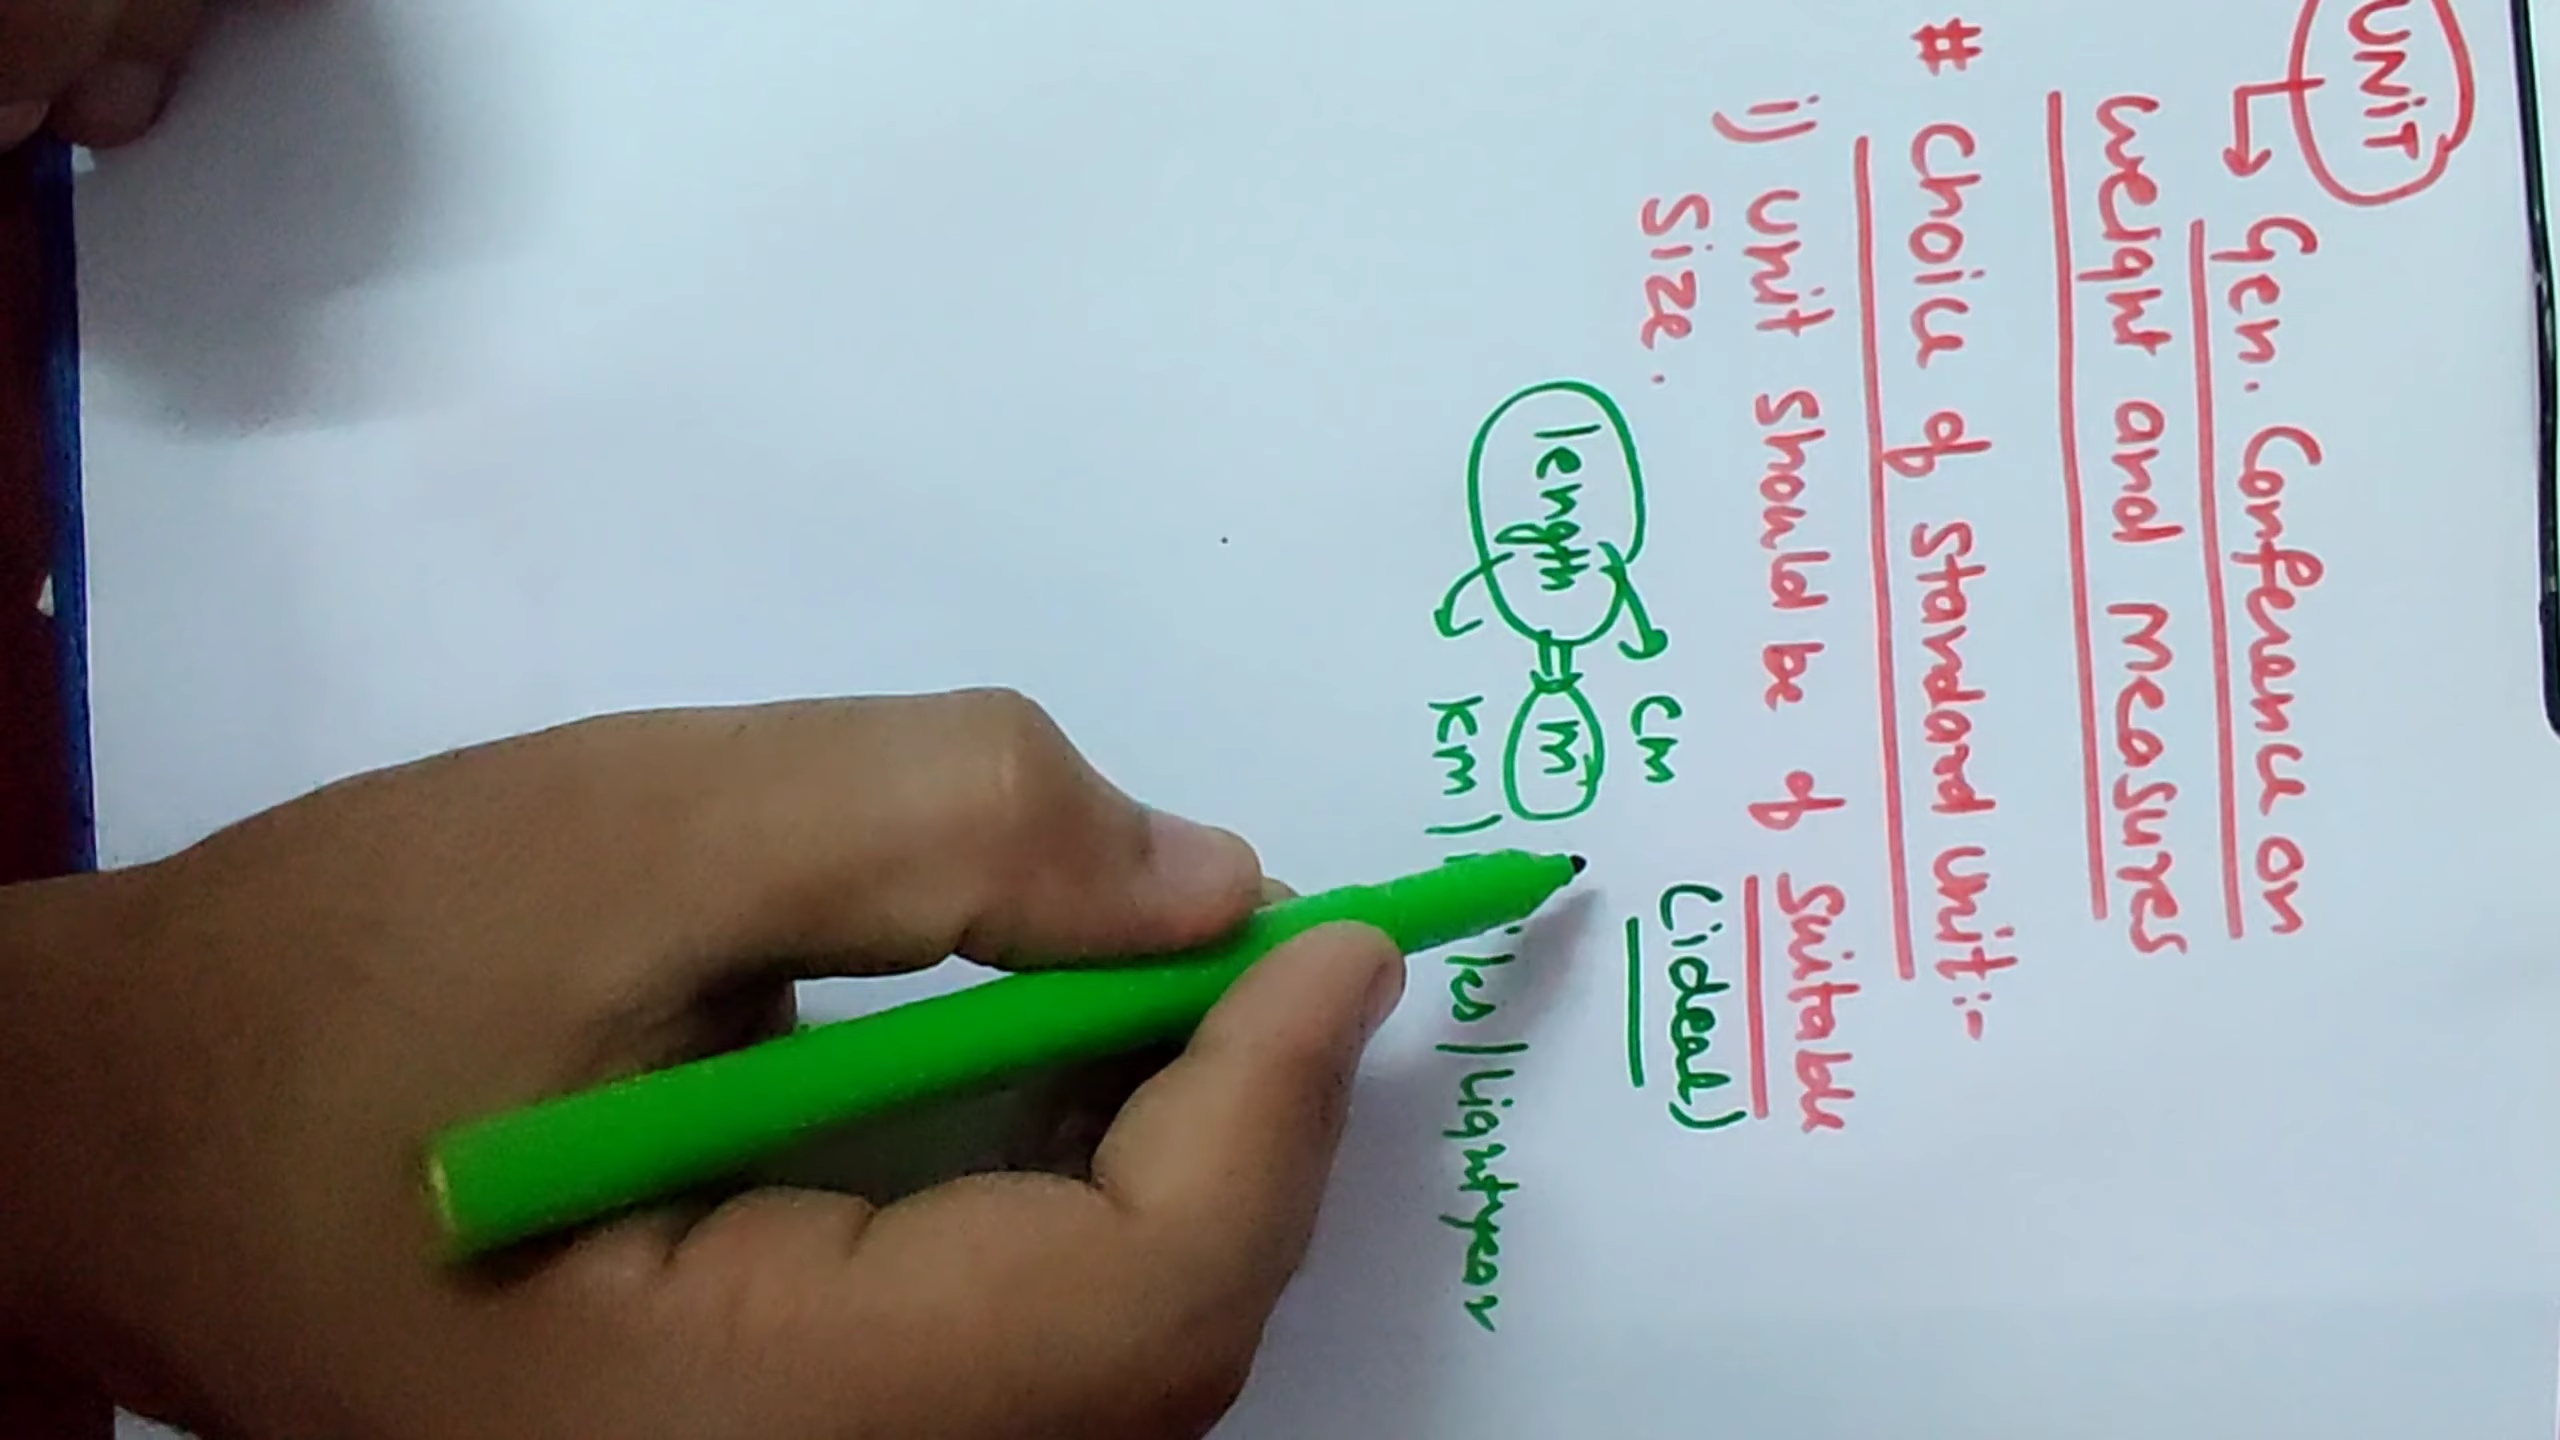 UNIT
↳ Gen. Conference on
weight and Measures
# Choice of Standard Unit:-
i) Unit should be of Suitable
Size. (ideal)
cm
length ⇒ m
km / / Lightyear